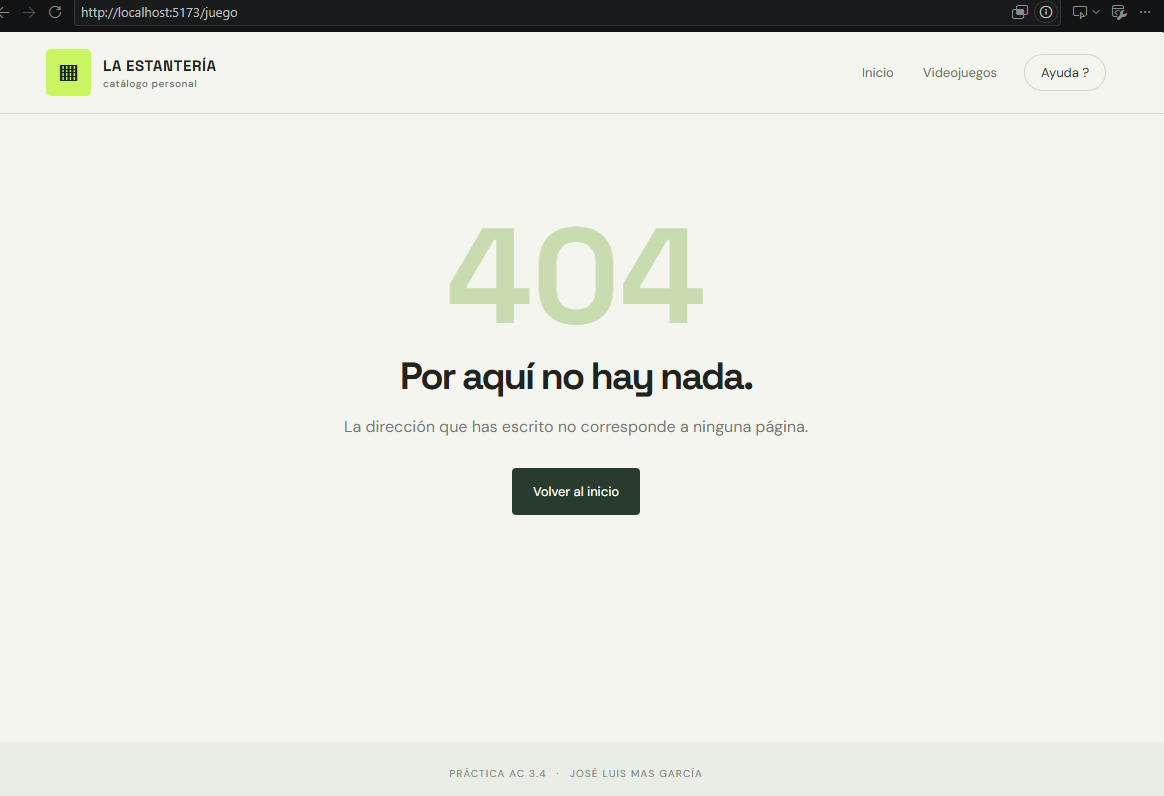 http://localhost:5173/juego
LA ESTANTERÍA
catálogo personal
Inicio
Videojuegos
Ayuda ?
404
Por aquí no hay nada.
La dirección que has escrito no corresponde a ninguna página.
Volver al inicio
PRÁCTICA AC 3.4 · JOSÉ LUIS MAS GARCÍA